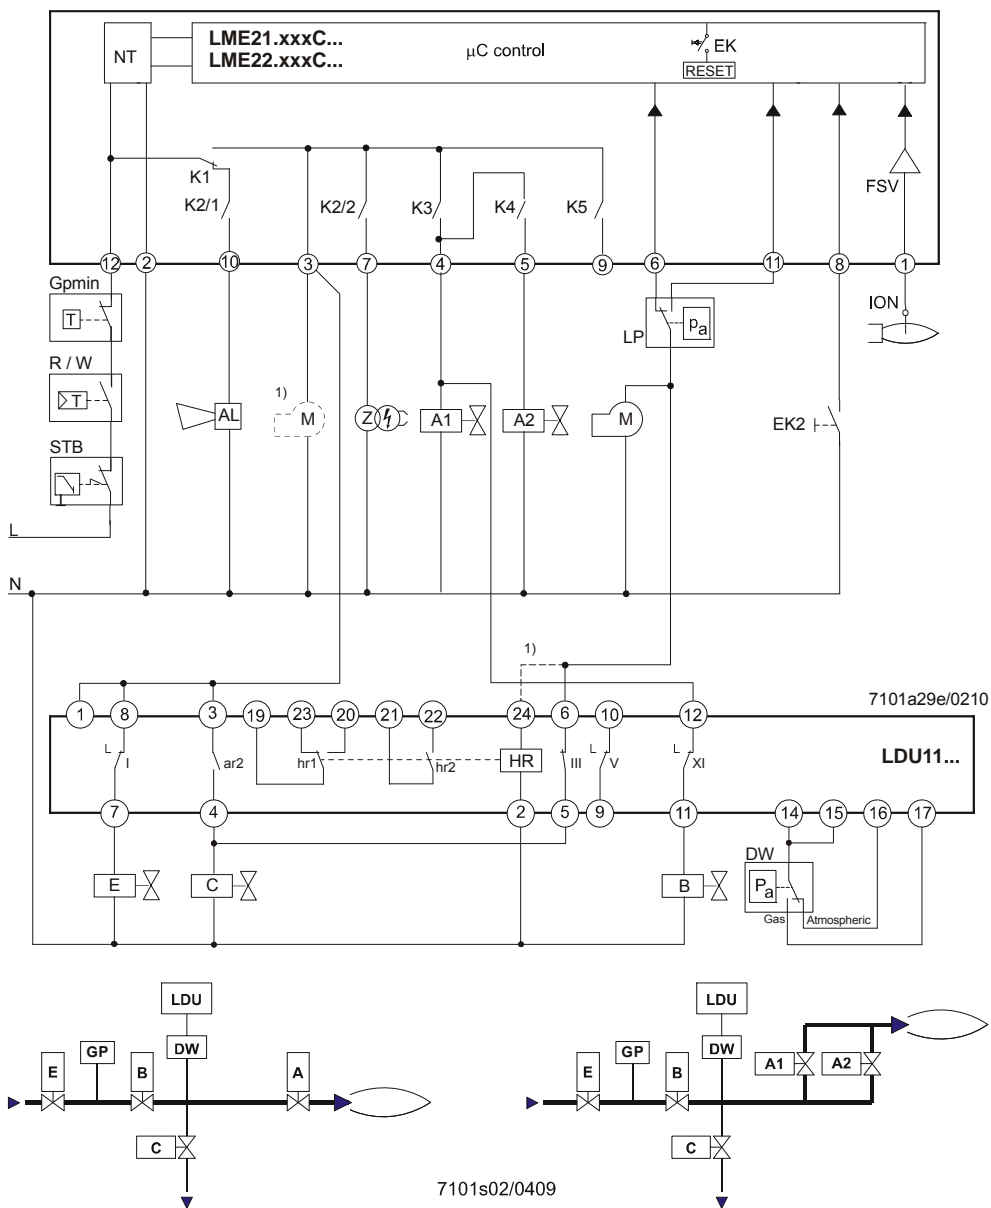 NT
LME21.xxxC...
LME22.xxxC...
µC control
EK
RESET
FSV
K1
K2/1
K2/2
K3
K4
K5
12 2 10 3 7 4 5 9 6 11 8 1
Gpmin
T
R / W
T
STB
L
N
AL
1)
M
Z
A1
A2
LP
Pa
M
EK2
ION
1)
7101a29e/0210
1 8 3 19 23 20 21 22 24 6 10 12
LDU11...
I
ar2
hr1
hr2
HR
III
V
XI
7 4 2 5 9 11 14 15 16 17
E
C
B
DW
Pa
Gas
Atmospheric
LDU
DW
GP
E
B
A
C
LDU
DW
GP
E
B
A1
A2
C
7101s02/0409